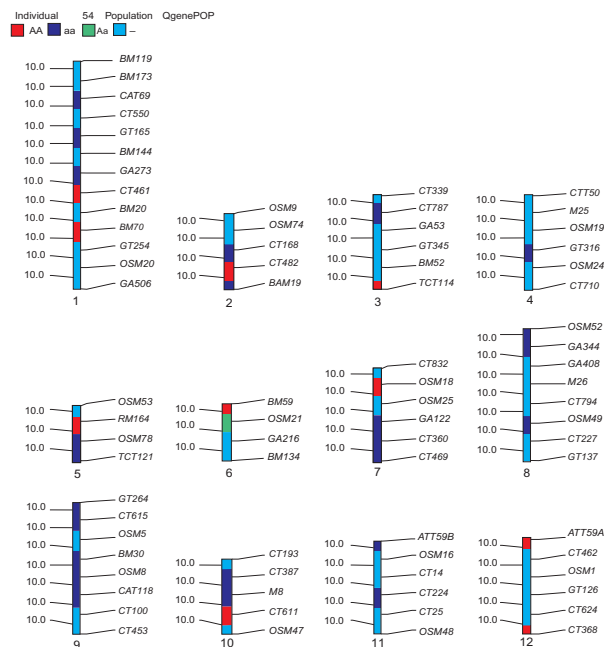 Individual 54 Population QgenePOP
AA aa Aa –
BM119
10.0
BM173
10.0
CAT69
10.0
CT550
10.0
GT165
10.0
BM144
10.0
GA273
10.0
CT461
10.0
BM20
10.0
BM70
10.0
GT254
10.0
OSM20
10.0
GA506
1
OSM9
10.0
OSM74
10.0
CT168
10.0
CT482
10.0
BAM19
2
CT339
10.0
CT787
10.0
GA53
10.0
GT345
10.0
BM52
10.0
TCT114
3
CTT50
10.0
M25
10.0
OSM19
10.0
GT316
10.0
OSM24
10.0
CT710
4
OSM53
10.0
RM164
10.0
OSM78
10.0
TCT121
5
BM59
10.0
OSM21
10.0
GA216
10.0
BM134
6
CT832
10.0
OSM18
10.0
OSM25
10.0
GA122
10.0
CT360
10.0
CT469
7
OSM52
10.0
GA344
10.0
GA408
10.0
M26
10.0
CT794
10.0
OSM49
10.0
CT227
10.0
GT137
8
GT264
10.0
CT615
10.0
OSM5
10.0
BM30
10.0
OSM8
10.0
CAT118
10.0
CT100
10.0
CT453
9
CT193
10.0
CT387
10.0
M8
10.0
CT611
10.0
OSM47
10
ATT59B
10.0
OSM16
10.0
CT14
10.0
CT224
10.0
CT25
10.0
OSM48
11
ATT59A
10.0
CT462
10.0
OSM1
10.0
GT126
10.0
CT624
10.0
CT368
12